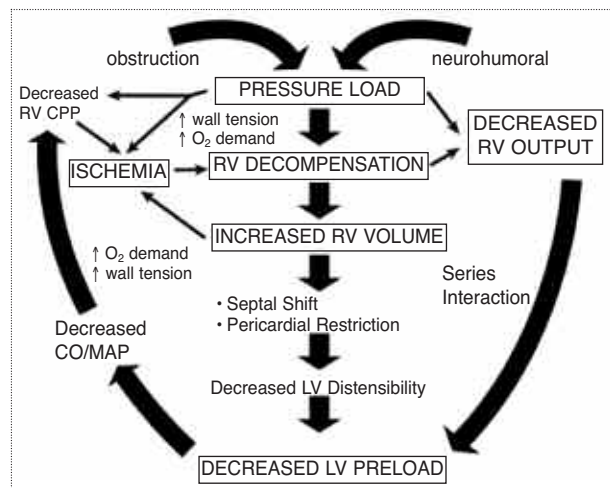 obstruction
neurohumoral
Decreased
RV CPP
PRESSURE LOAD
↑ wall tension
↑ O₂ demand
DECREASED
RV OUTPUT
ISCHEMIA
RV DECOMPENSATION
INCREASED RV VOLUME
↑ O₂ demand
↑ wall tension
• Septal Shift
• Pericardial Restriction
Series
Interaction
Decreased
CO/MAP
Decreased LV Distensibility
DECREASED LV PRELOAD